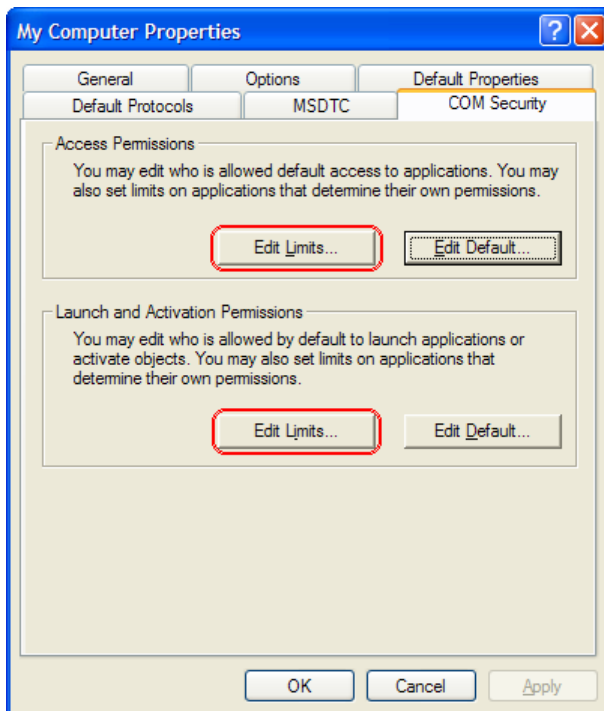 My Computer Properties
General Options Default Properties
Default Protocols MSDTC COM Security
Access Permissions
You may edit who is allowed default access to applications. You may
also set limits on applications that determine their own permissions.
Edit Limits... Edit Default...
Launch and Activation Permissions
You may edit who is allowed by default to launch applications or
activate objects. You may also set limits on applications that
determine their own permissions.
Edit Limits... Edit Default...
OK Cancel Apply